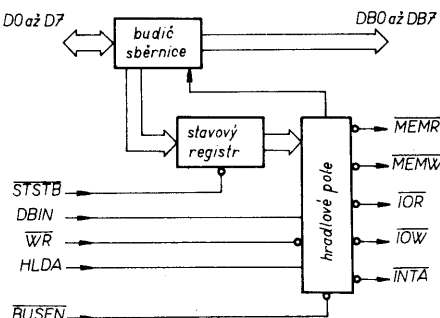 D0 až D7
budič
sběrnice
DB0 až DB7
stavový
registr
hradlové pole
MEMR
MEMW
IOR
IOW
INTA
STSTB
DBIN
WR
HLDA
BUSEN